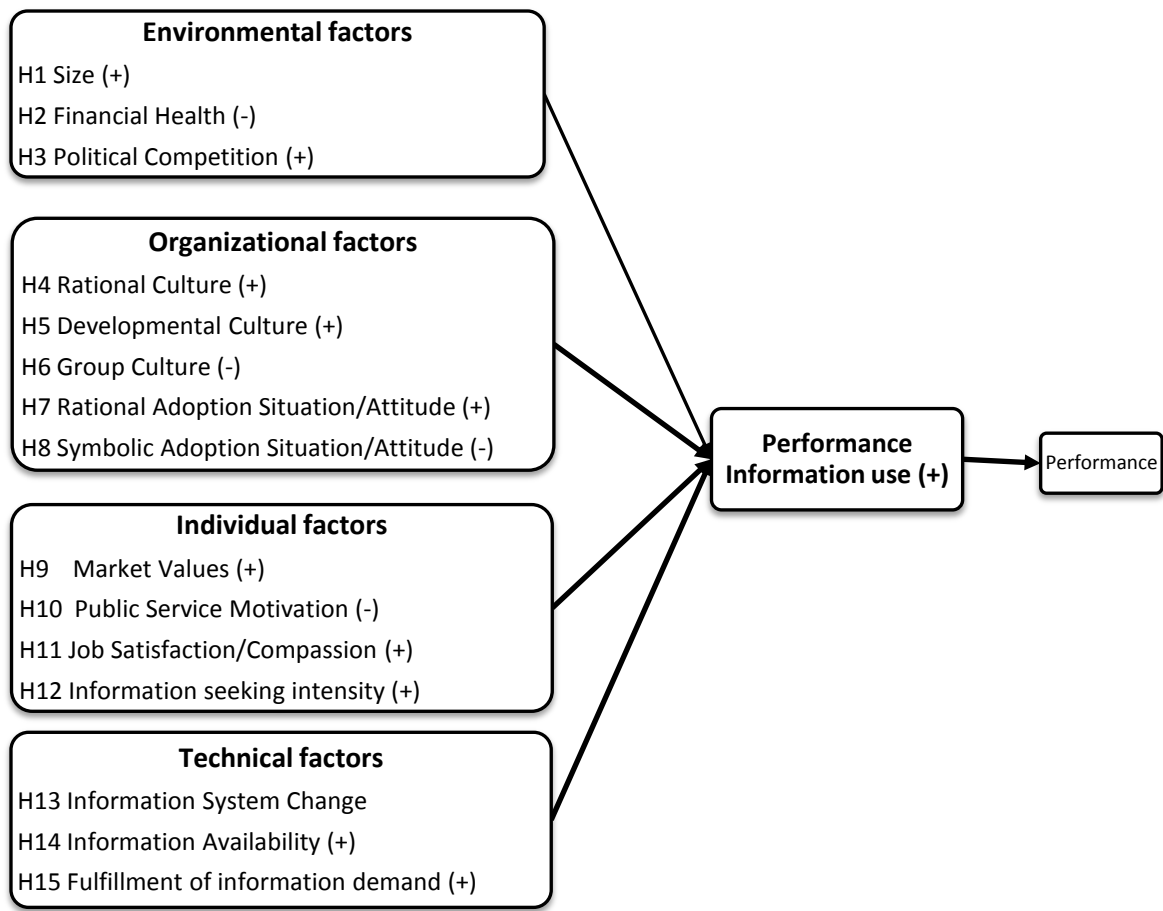 Environmental factors
H1 Size (+)
H2 Financial Health (-)
H3 Political Competition (+)
Organizational factors
H4 Rational Culture (+)
H5 Developmental Culture (+)
H6 Group Culture (-)
H7 Rational Adoption Situation/Attitude (+)
H8 Symbolic Adoption Situation/Attitude (-)
Individual factors
H9 Market Values (+)
H10 Public Service Motivation (-)
H11 Job Satisfaction/Compassion (+)
H12 Information seeking intensity (+)
Technical factors
H13 Information System Change
H14 Information Availability (+)
H15 Fulfillment of information demand (+)
Performance
Information use (+)
Performance